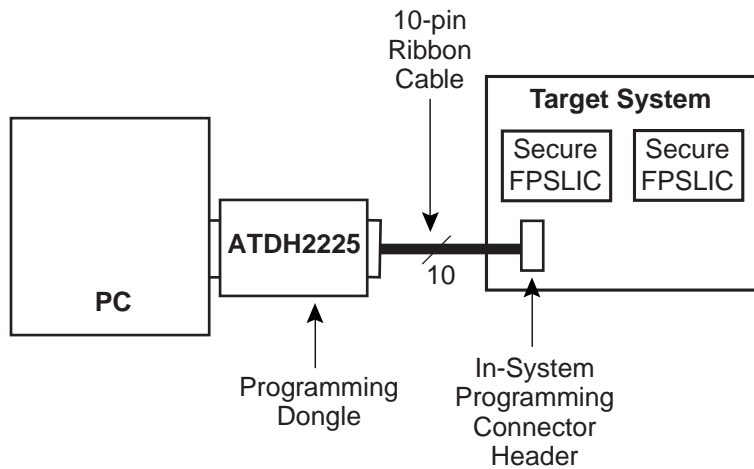 10-pin
Ribbon
Cable
Target System
Secure
FPSLIC
Secure
FPSLIC
ATDH2225
10
PC
Programming
Dongle
In-System
Programming
Connector
Header